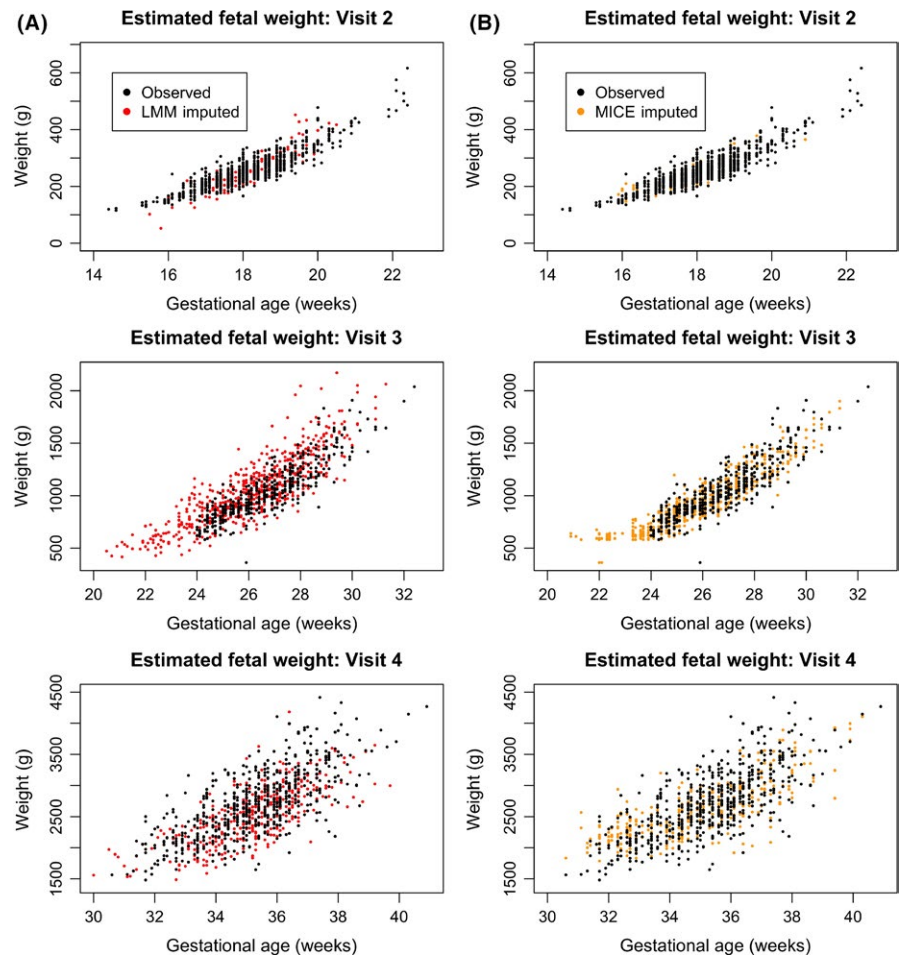 (A)
Estimated fetal weight: Visit 2
Weight (g)
600
400
200
0
Observed
LMM imputed
14 16 18 20 22
Gestational age (weeks)
(B)
Estimated fetal weight: Visit 2
Weight (g)
600
400
200
0
Observed
MICE imputed
14 16 18 20 22
Gestational age (weeks)
Estimated fetal weight: Visit 3
Weight (g)
2000
1500
1000
500
20 22 24 26 28 30 32
Gestational age (weeks)
Estimated fetal weight: Visit 3
Weight (g)
2000
1500
1000
500
20 22 24 26 28 30 32
Gestational age (weeks)
Estimated fetal weight: Visit 4
Weight (g)
4500
3500
2500
1500
30 32 34 36 38 40
Gestational age (weeks)
Estimated fetal weight: Visit 4
Weight (g)
4500
3500
2500
1500
30 32 34 36 38 40
Gestational age (weeks)